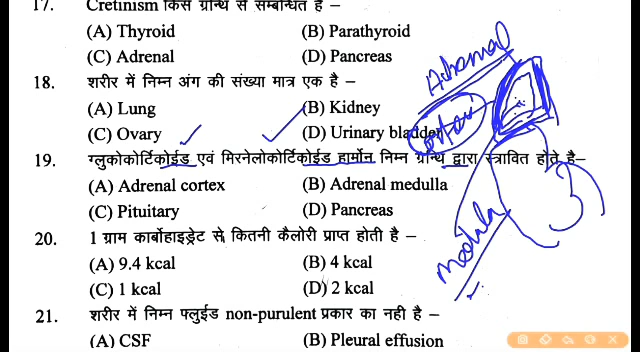 17. Cretinism किस ग्रन्थि से सम्बन्धित है –
(A) Thyroid (B) Parathyroid
(C) Adrenal (D) Pancreas
18. शरीर में निम्न अंग की संख्या मात्र एक है –
(A) Lung (B) Kidney
(C) Ovary (D) Urinary bladder
Adrenal
cortex
19. ग्लुकोकोर्टिकोईड एवं मिरनेलोकोर्टिकोईड हार्मोन निम्न ग्रन्थि द्वारा स्त्रावित होते है–
(A) Adrenal cortex (B) Adrenal medulla
(C) Pituitary (D) Pancreas
medulla
20. 1 ग्राम कार्बोहाइड्रेट से कितनी कैलोरी प्राप्त होती है –
(A) 9.4 kcal (B) 4 kcal
(C) 1 kcal (D) 2 kcal
21. शरीर में निम्न फ्लुईड non-purulent प्रकार का नही है –
(A) CSF (B) Pleural effusion